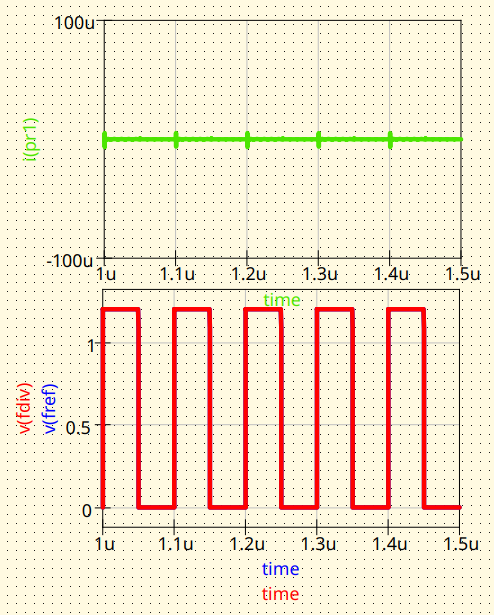 100u
i(pr1)
-100u
1u 1.1u 1.2u 1.3u 1.4u 1.5u
time
1
v(fdiv)
v(fref)
0.5
0
1u 1.1u 1.2u 1.3u 1.4u 1.5u
time
time